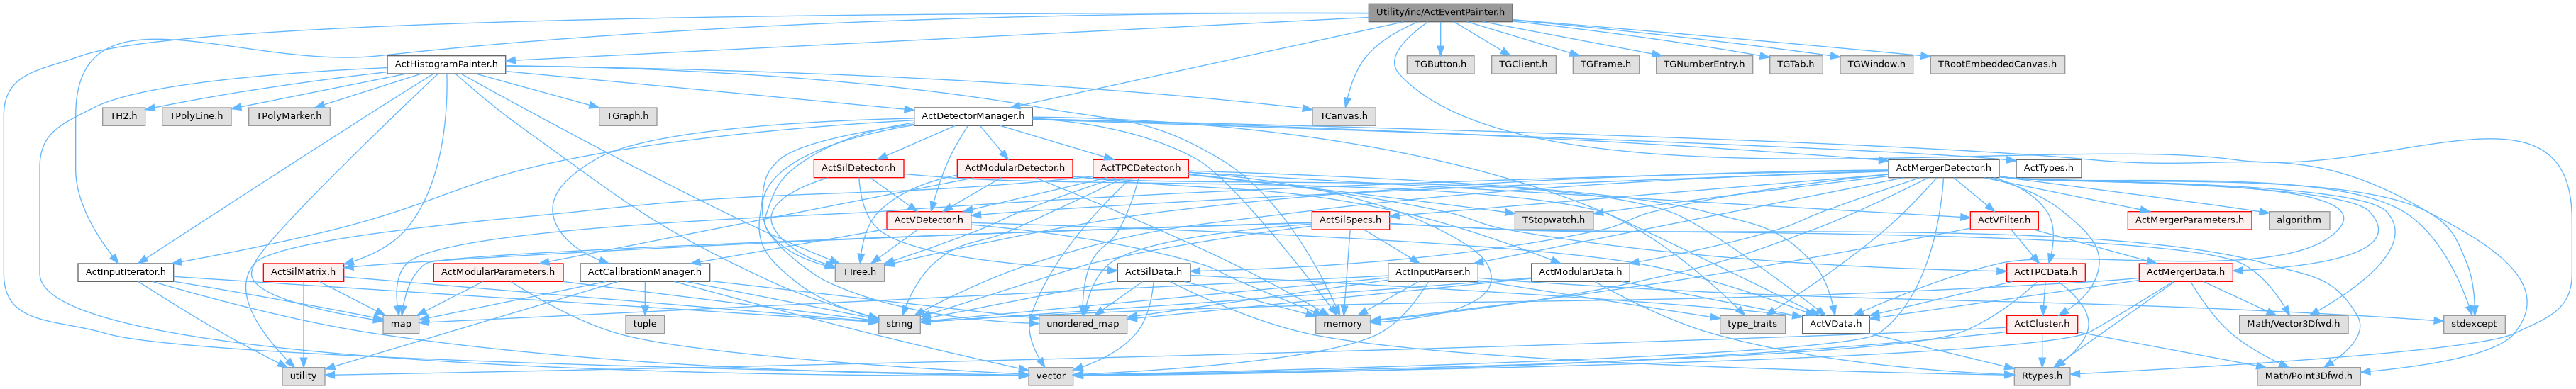 Utility/inc/ActEventPainter.h
ActHistogramPainter.h
TGButton.h
TGClient.h
TGFrame.h
TGNumberEntry.h
TGTab.h
TGWindow.h
TRootEmbeddedCanvas.h
TH2.h
TPolyLine.h
TPolyMarker.h
TGraph.h
ActDetectorManager.h
TCanvas.h
ActSilDetector.h
ActModularDetector.h
ActTPCDetector.h
ActMergerDetector.h
ActTypes.h
ActVDetector.h
ActSilSpecs.h
TStopwatch.h
ActVFilter.h
ActMergerParameters.h
algorithm
ActInputIterator.h
ActSilMatrix.h
ActModularParameters.h
ActCalibrationManager.h
TTree.h
ActSilData.h
ActInputParser.h
ActModularData.h
ActTPCData.h
ActMergerData.h
map
tuple
string
unordered_map
memory
type_traits
ActVData.h
ActCluster.h
Math/Vector3Dfwd.h
stdexcept
utility
vector
Rtypes.h
Math/Point3Dfwd.h